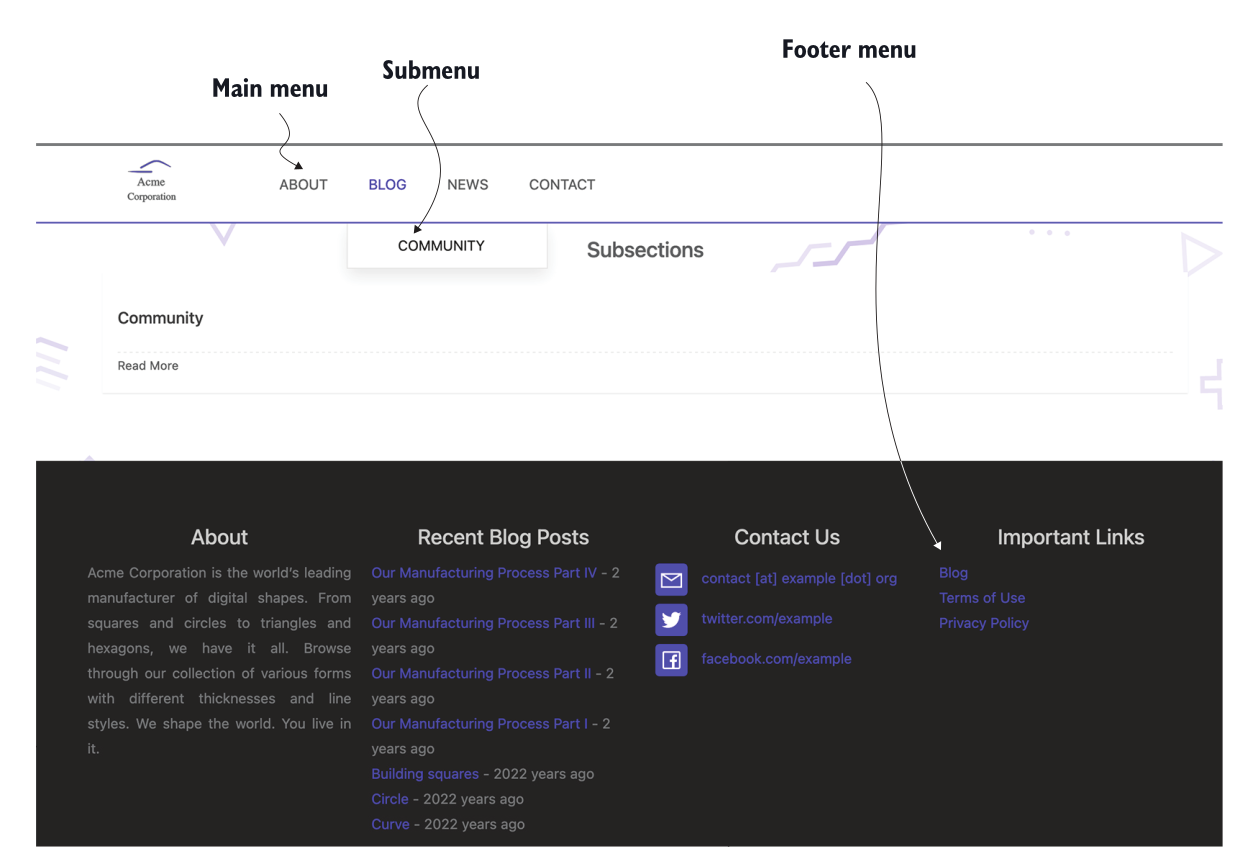 Footer menu
Submenu
Main menu
Acme
Corporation
ABOUT BLOG NEWS CONTACT
COMMUNITY
Subsections
Community
Read More
About
Acme Corporation is the world's leading
manufacturer of digital shapes. From
squares and circles to triangles and
hexagons, we have it all. Browse
through our collection of various forms
with different thicknesses and line
styles. We shape the world. You live in
it.
Recent Blog Posts
Our Manufacturing Process Part IV - 2
years ago
Our Manufacturing Process Part III - 2
years ago
Our Manufacturing Process Part II - 2
years ago
Our Manufacturing Process Part I - 2
years ago
Building squares - 2022 years ago
Circle - 2022 years ago
Curve - 2022 years ago
Contact Us
contact [at] example [dot] org
twitter.com/example
facebook.com/example
Important Links
Blog
Terms of Use
Privacy Policy